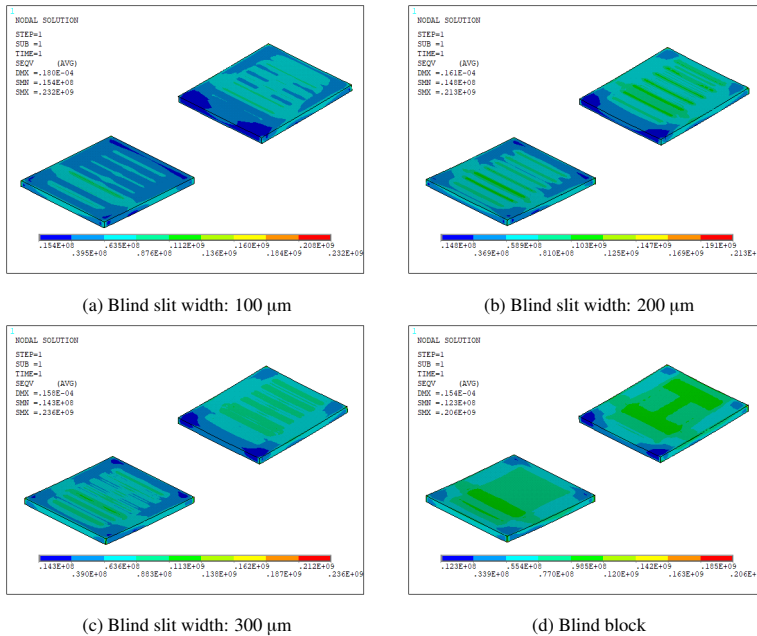 1
NODAL SOLUTION
STEP=1
SUB =1
TIME=1
SEQV (AVG)
DMX =.180E-04
SMN =.154E+08
SMX =.232E+09
.154E+08 .635E+08 .112E+09 .160E+09 .208E+09
.395E+08 .876E+08 .136E+09 .184E+09 .232E+09
(a) Blind slit width: 100 μm
1
NODAL SOLUTION
STEP=1
SUB =1
TIME=1
SEQV (AVG)
DMX =.161E-04
SMN =.148E+08
SMX =.213E+09
.148E+08 .589E+08 .103E+09 .147E+09 .191E+09
.369E+08 .810E+08 .125E+09 .169E+09 .213E+
(b) Blind slit width: 200 μm
1
NODAL SOLUTION
STEP=1
SUB =1
TIME=1
SEQV (AVG)
DMX =.158E-04
SMN =.143E+08
SMX =.236E+09
.143E+08 .636E+08 .113E+09 .162E+09 .212E+09
.390E+08 .883E+08 .138E+09 .187E+09 .236E+09
(c) Blind slit width: 300 μm
1
NODAL SOLUTION
STEP=1
SUB =1
TIME=1
SEQV (AVG)
DMX =.154E-04
SMN =.123E+08
SMX =.206E+09
.123E+08 .554E+08 .985E+08 .142E+09 .185E+09
.339E+08 .770E+08 .120E+09 .163E+09 .206E+
(d) Blind block